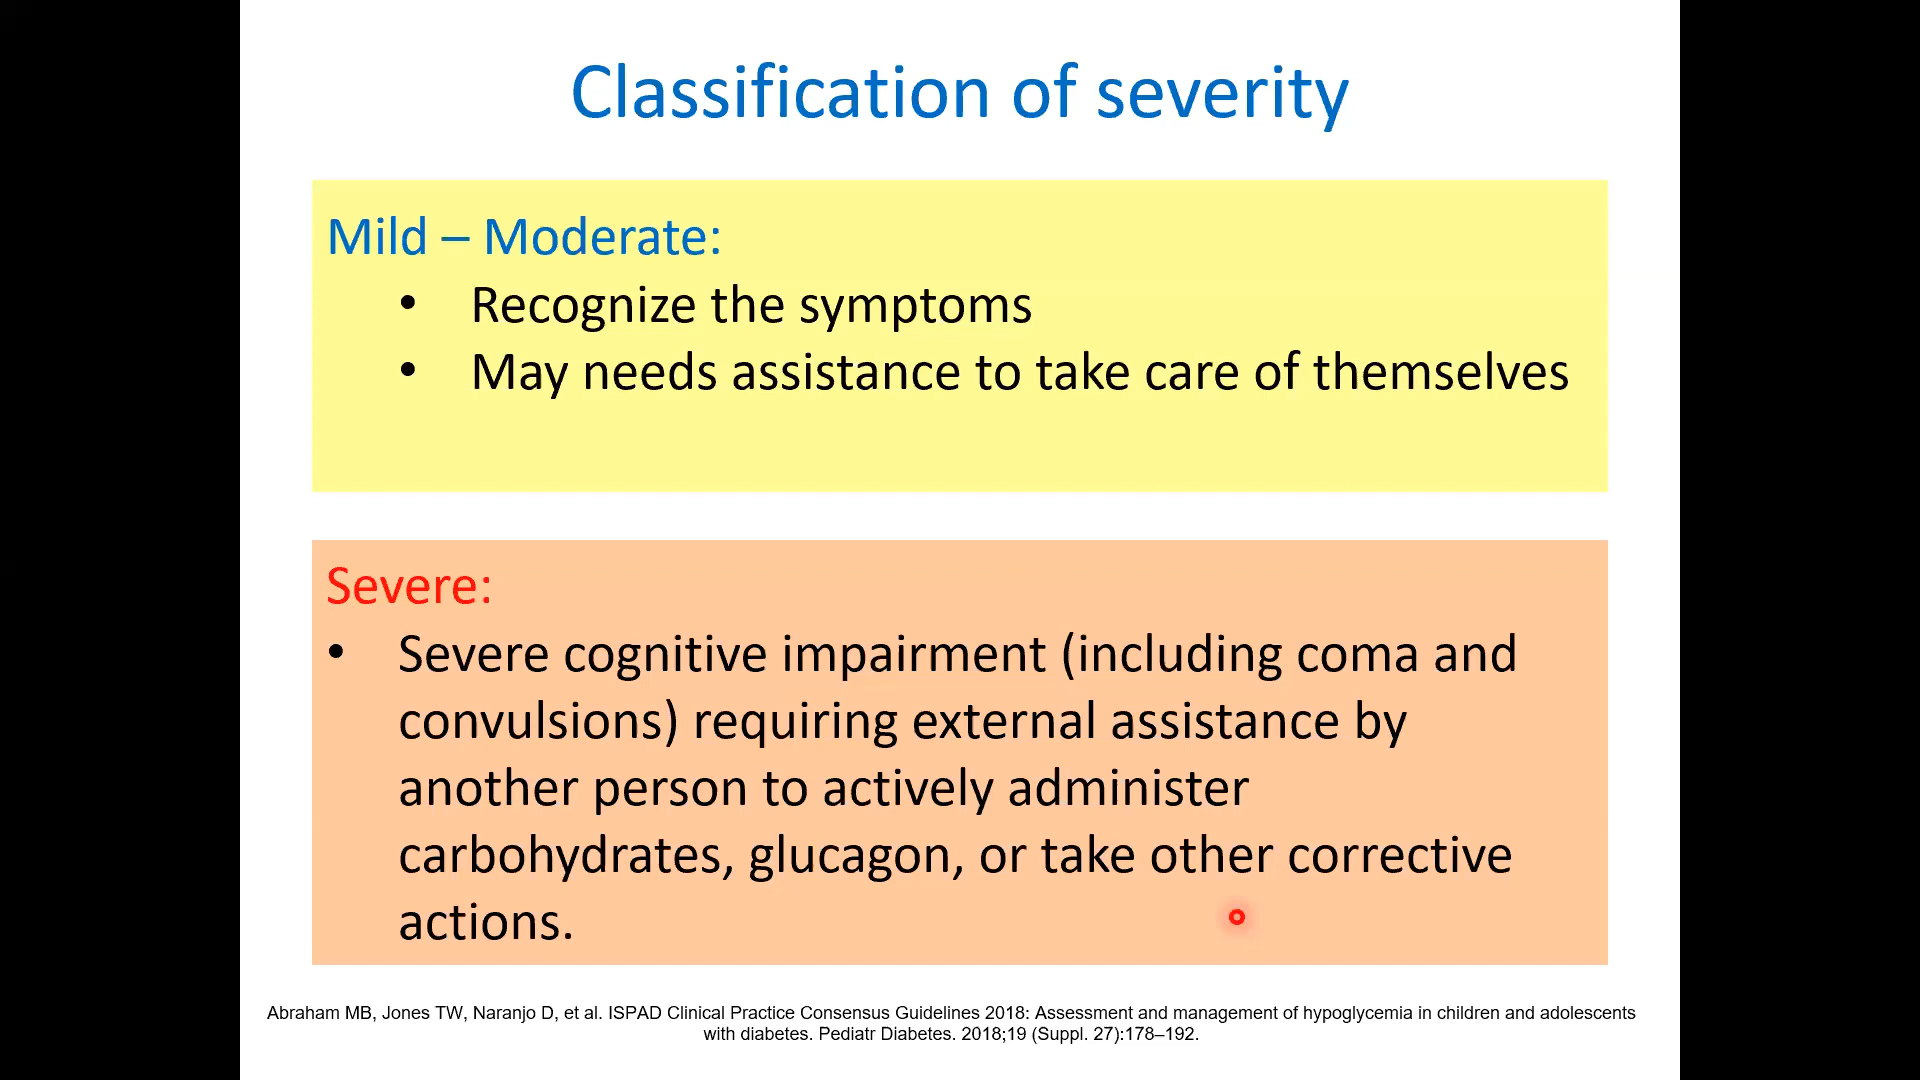 Classification of severity
Mild – Moderate:
• Recognize the symptoms
• May needs assistance to take care of themselves
Severe:
• Severe cognitive impairment (including coma and
convulsions) requiring external assistance by
another person to actively administer
carbohydrates, glucagon, or take other corrective
actions.
Abraham MB, Jones TW, Naranjo D, et al. ISPAD Clinical Practice Consensus Guidelines 2018: Assessment and management of hypoglycemia in children and adolescents
with diabetes. Pediatr Diabetes. 2018;19 (Suppl. 27):178–192.